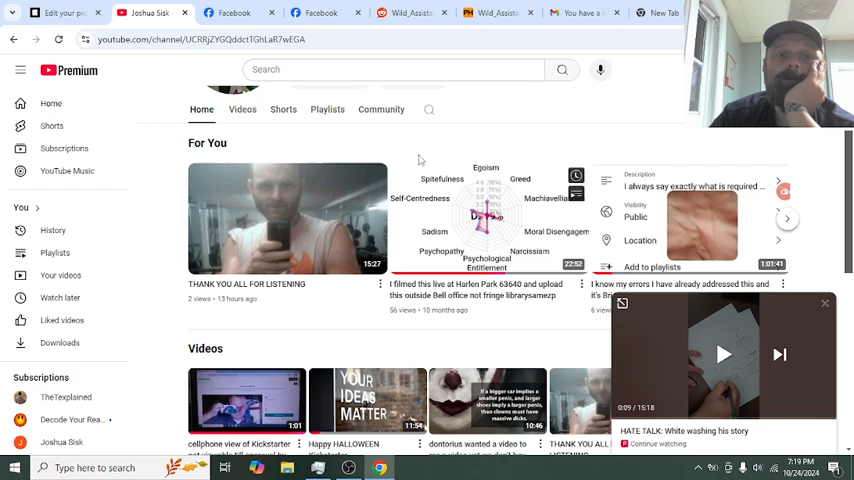 Edit your pr
Joshua Sisk -
Facebook
Facebook
Wild_Assista
Wild_Assista
You have a n
New Tab
youtube.com/channel/UCRRjZYGQddctTGhLaR7wEGA
Premium
Search
Home
Shorts
Subscriptions
YouTube Music
You
History
Playlists
Your videos
Watch later
Liked videos
Downloads
Subscriptions
TheTexplained
Decode Your Rea...
Joshua Sisk
Home
Videos
Shorts
Playlists
Community
For You
15:27
THANK YOU ALL FOR LISTENING
2 views • 13 hours ago
Egoism
Spitefulness
Greed
Self-Centredness
Machiavellia
Sadism
Moral Disengagem
Psychopathy
Narcissism
Psychological
Entitlement
22:52
I filmed this live at Harlen Park 63640 and upload
this outside Bell office not fringe librarysamezp
56 views • 10 months ago
Description
I always say exactly what is required ...
Visibility
Public
Location
Add to playlists
1:01:41
I know my errors I have already addressed this and
it's Bri
6 views
Videos
1:01
cellphone view of Kickstarter
YOUR
IDEAS
MATTER
11:54
Happy HALLOWEEN
Kickstarter
If a bigger car implies a
smaller penis, and larger
shoes imply a larger penis,
then clowns must have
massive dicks.
10:46
dontorius wanted a video to
THANK YOU ALL
0:09 / 15:18
HATE TALK: White washing his story
Continue watching
Type here to search
7:19 PM
10/24/2024